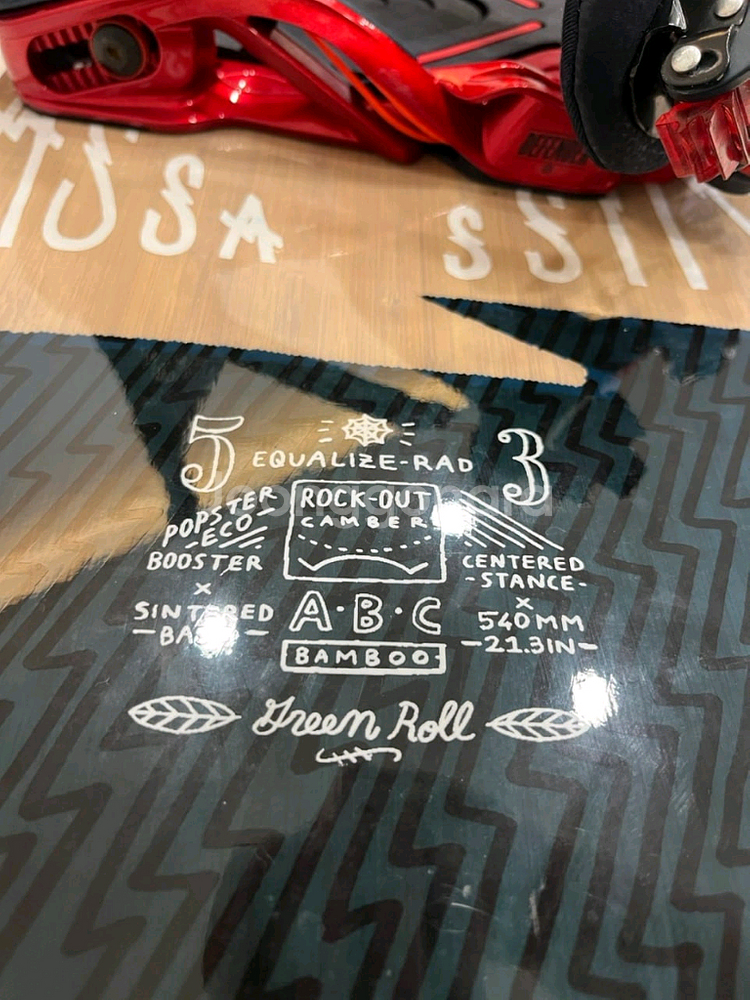 DEFENDER
5 3
EQUALIZE-RAD
POPSTER
ECO
BOOSTER
x
SINTERED
ROCK-OUT
CAMBER
A·B·C
BAMBOO
CENTERED
-STANCE-
x
540MM
-21.3IN-
Green Roll